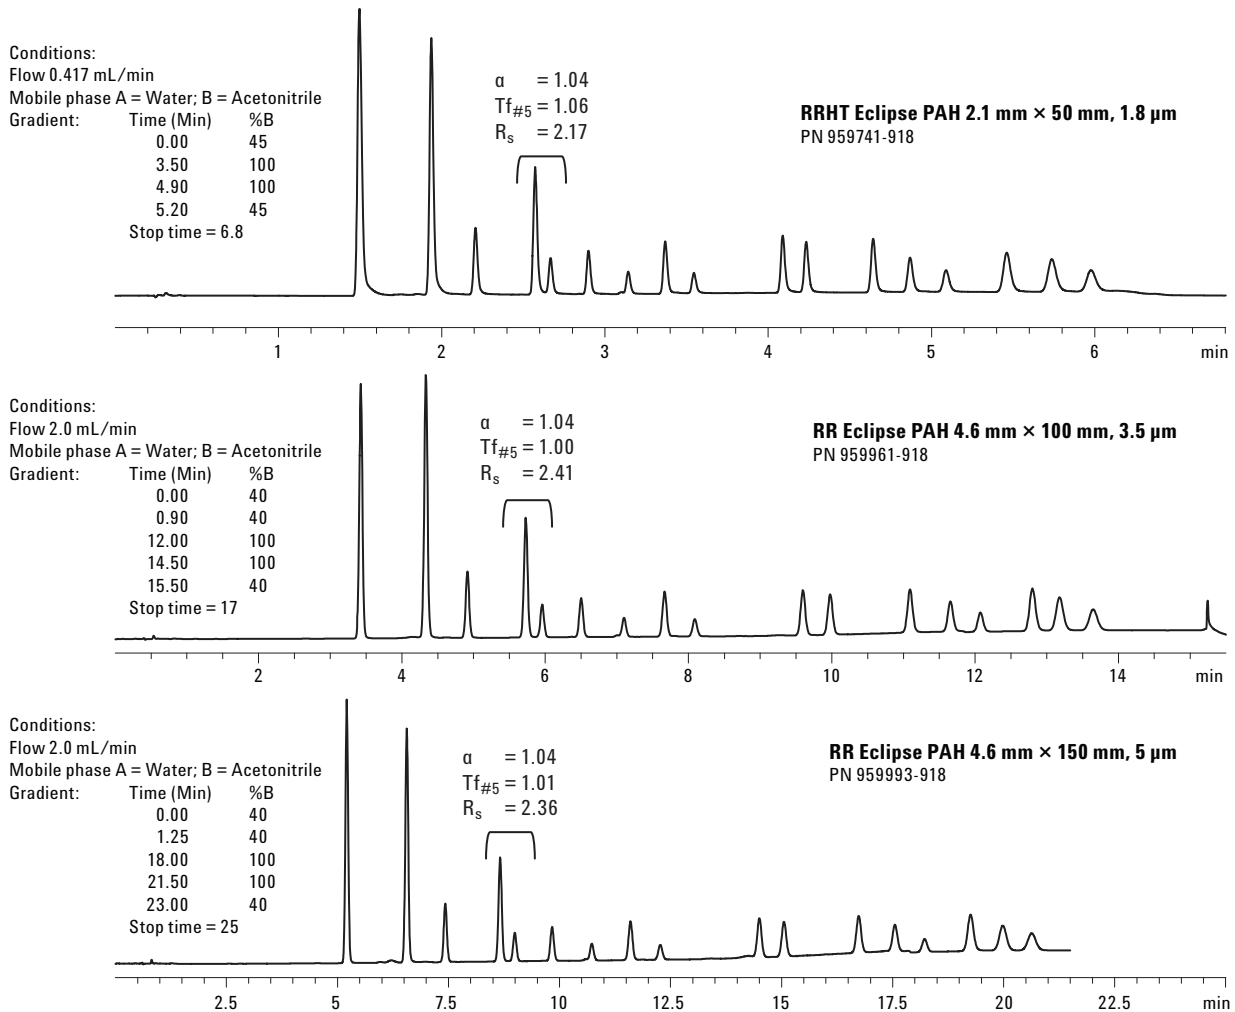 Conditions:
Flow 0.417 mL/min
Mobile phase A = Water; B = Acetonitrile
Gradient: Time (Min) %B
0.00 45
3.50 100
4.90 100
5.20 45
Stop time = 6.8
α = 1.04
Tf#5 = 1.06
Rs = 2.17
RRHT Eclipse PAH 2.1 mm × 50 mm, 1.8 µm
PN 959741-918
1 2 3 4 5 6 min
Conditions:
Flow 2.0 mL/min
Mobile phase A = Water; B = Acetonitrile
Gradient: Time (Min) %B
0.00 40
0.90 40
12.00 100
14.50 100
15.50 40
Stop time = 17
α = 1.04
Tf#5 = 1.00
Rs = 2.41
RR Eclipse PAH 4.6 mm × 100 mm, 3.5 µm
PN 959961-918
2 4 6 8 10 12 14 min
Conditions:
Flow 2.0 mL/min
Mobile phase A = Water; B = Acetonitrile
Gradient: Time (Min) %B
0.00 40
1.25 40
18.00 100
21.50 100
23.00 40
Stop time = 25
α = 1.04
Tf#5 = 1.01
Rs = 2.36
RR Eclipse PAH 4.6 mm × 150 mm, 5 µm
PN 959993-918
2.5 5 7.5 10 12.5 15 17.5 20 22.5 min